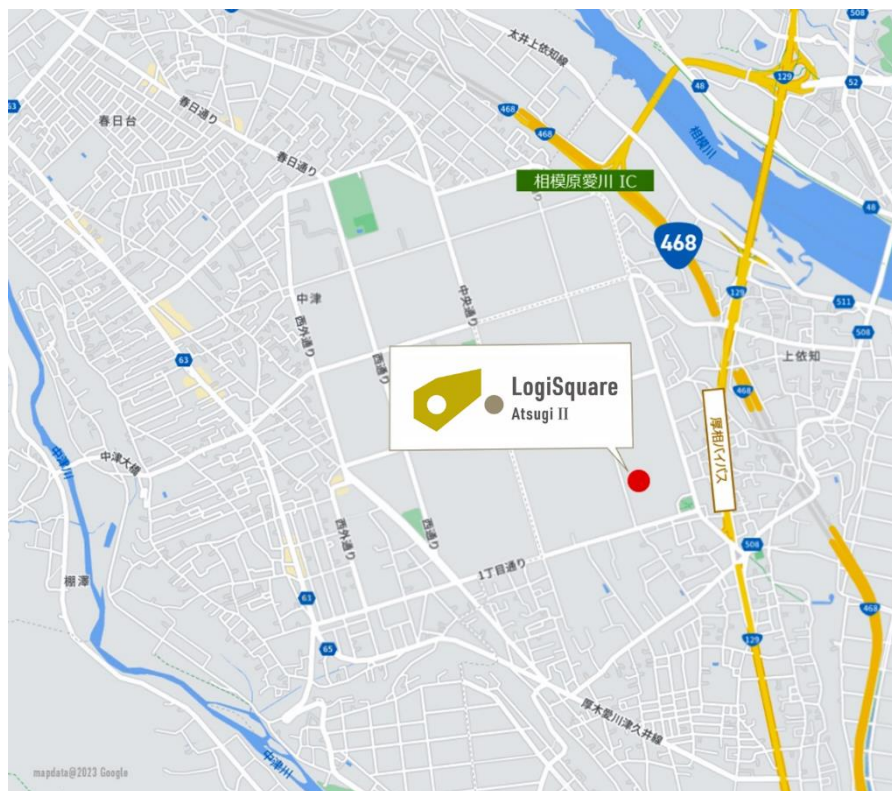 508
太井上依知線
129
52
63
春日通り
468
48
春日台
468
相模川
春日通り
相模原愛川 IC
48
468
中央通り
129
中津
511
西外通り
508
63
西通り
上依知
LogiSquare
Atsugi II
468
厚相バイパス
中津川
中津大橋
西外通り
西通り
508
1丁目通り
棚澤
63
468
65
129
厚木愛川津久井線
中津川
mapdata@2023 Google